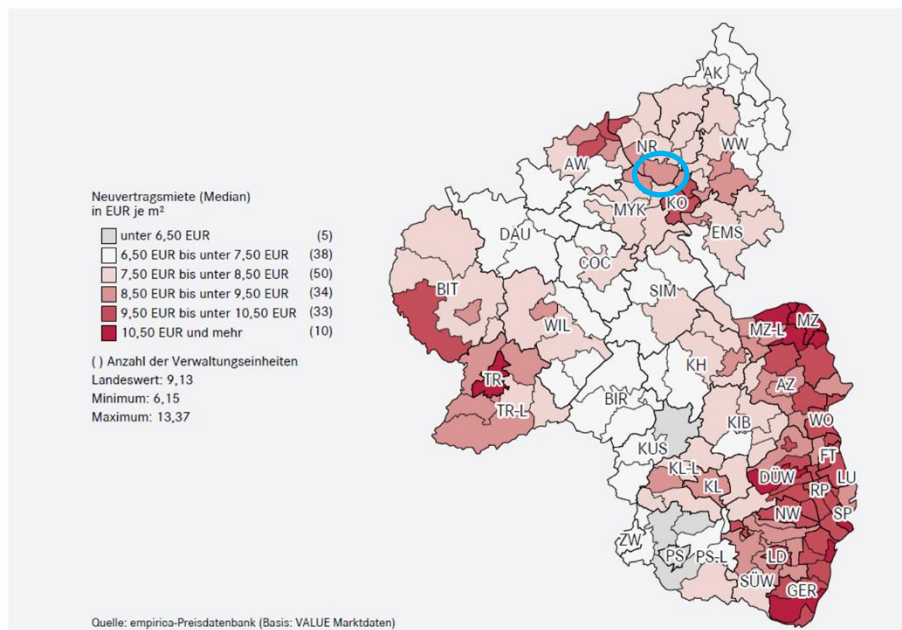 AK
NR
WW
AW
KO
MYK
DAU
EMS
COC
BIT
SIM
WIL
MZ-L
MZ
TR
KH
AZ
TR-L
BIR
KIB
WO
KUS
FT
KL-L
DÜW
LU
KL
RP
NW
SP
ZW
PS
PS-L
LD
SÜW
GER
Neuvertragsmiete (Median)
in EUR je m²
unter 6,50 EUR (5)
6,50 EUR bis unter 7,50 EUR (38)
7,50 EUR bis unter 8,50 EUR (50)
8,50 EUR bis unter 9,50 EUR (34)
9,50 EUR bis unter 10,50 EUR (33)
10,50 EUR und mehr (10)
( ) Anzahl der Verwaltungseinheiten
Landeswert: 9,13
Minimum: 6,15
Maximum: 13,37
Quelle: empirica-Preisdatenbank (Basis: VALUE Marktdaten)